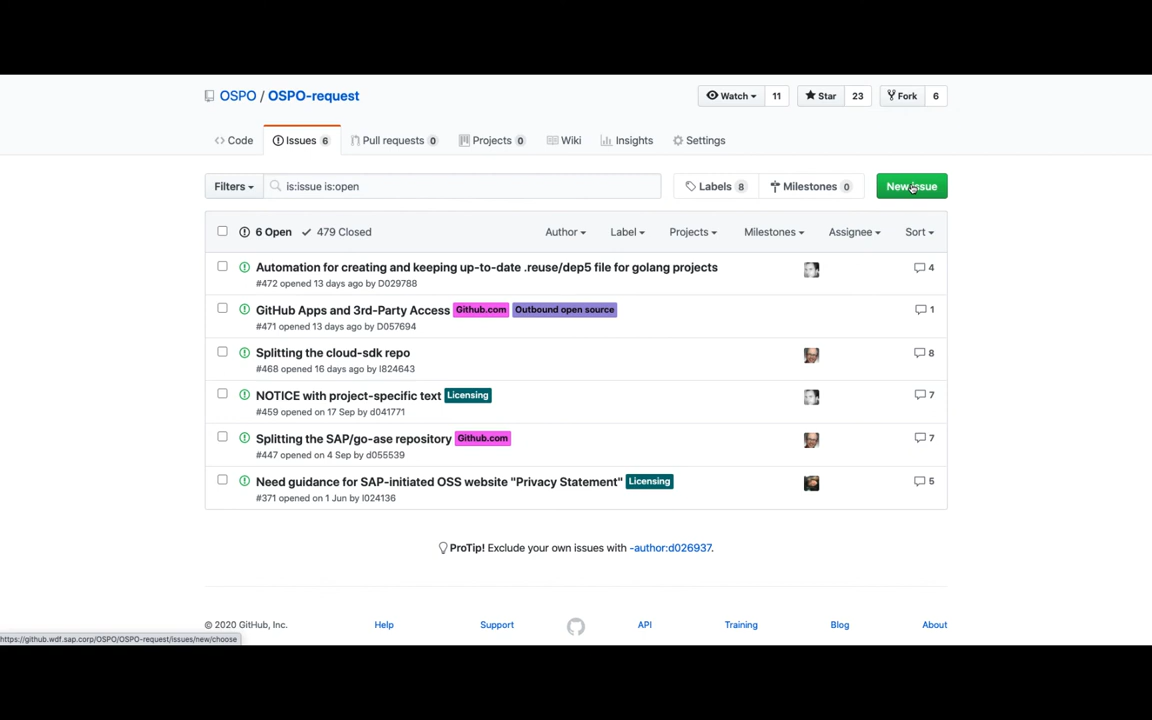 OSPO / OSPO-request
Watch 11 Star 23 Fork 6
Code Issues 6 Pull requests 0 Projects 0 Wiki Insights Settings
Filters is:issue is:open Labels 8 Milestones 0 New issue
6 Open 479 Closed Author Label Projects Milestones Assignee Sort
Automation for creating and keeping up-to-date .reuse/dep5 file for golang projects 4
#472 opened 13 days ago by D029788
GitHub Apps and 3rd-Party Access Github.com Outbound open source 1
#471 opened 13 days ago by D057694
Splitting the cloud-sdk repo 8
#468 opened 16 days ago by I824643
NOTICE with project-specific text Licensing 7
#459 opened on 17 Sep by d041771
Splitting the SAP/go-ase repository Github.com 7
#447 opened on 4 Sep by d055539
Need guidance for SAP-initiated OSS website "Privacy Statement" Licensing 5
#371 opened on 1 Jun by I024136
ProTip! Exclude your own issues with -author:d026937.
© 2020 GitHub, Inc. Help Support API Training Blog About
https://github.wdf.sap.corp/OSPO/OSPO-request/issues/new/choose